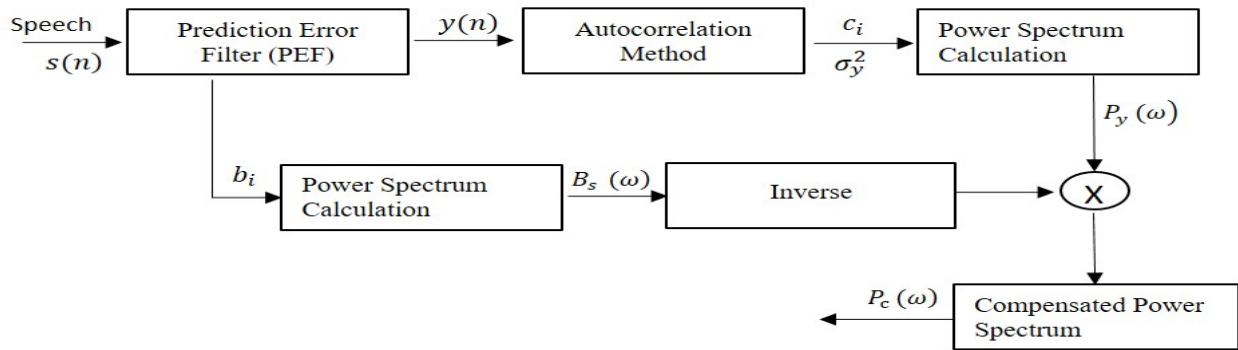 Speech
s(n)
Prediction Error
Filter (PEF)
y(n)
Autocorrelation
Method
c_i
σ_y^2
Power Spectrum
Calculation
P_y (ω)
b_i
Power Spectrum
Calculation
B_s (ω)
Inverse
X
P_c (ω)
Compensated Power
Spectrum